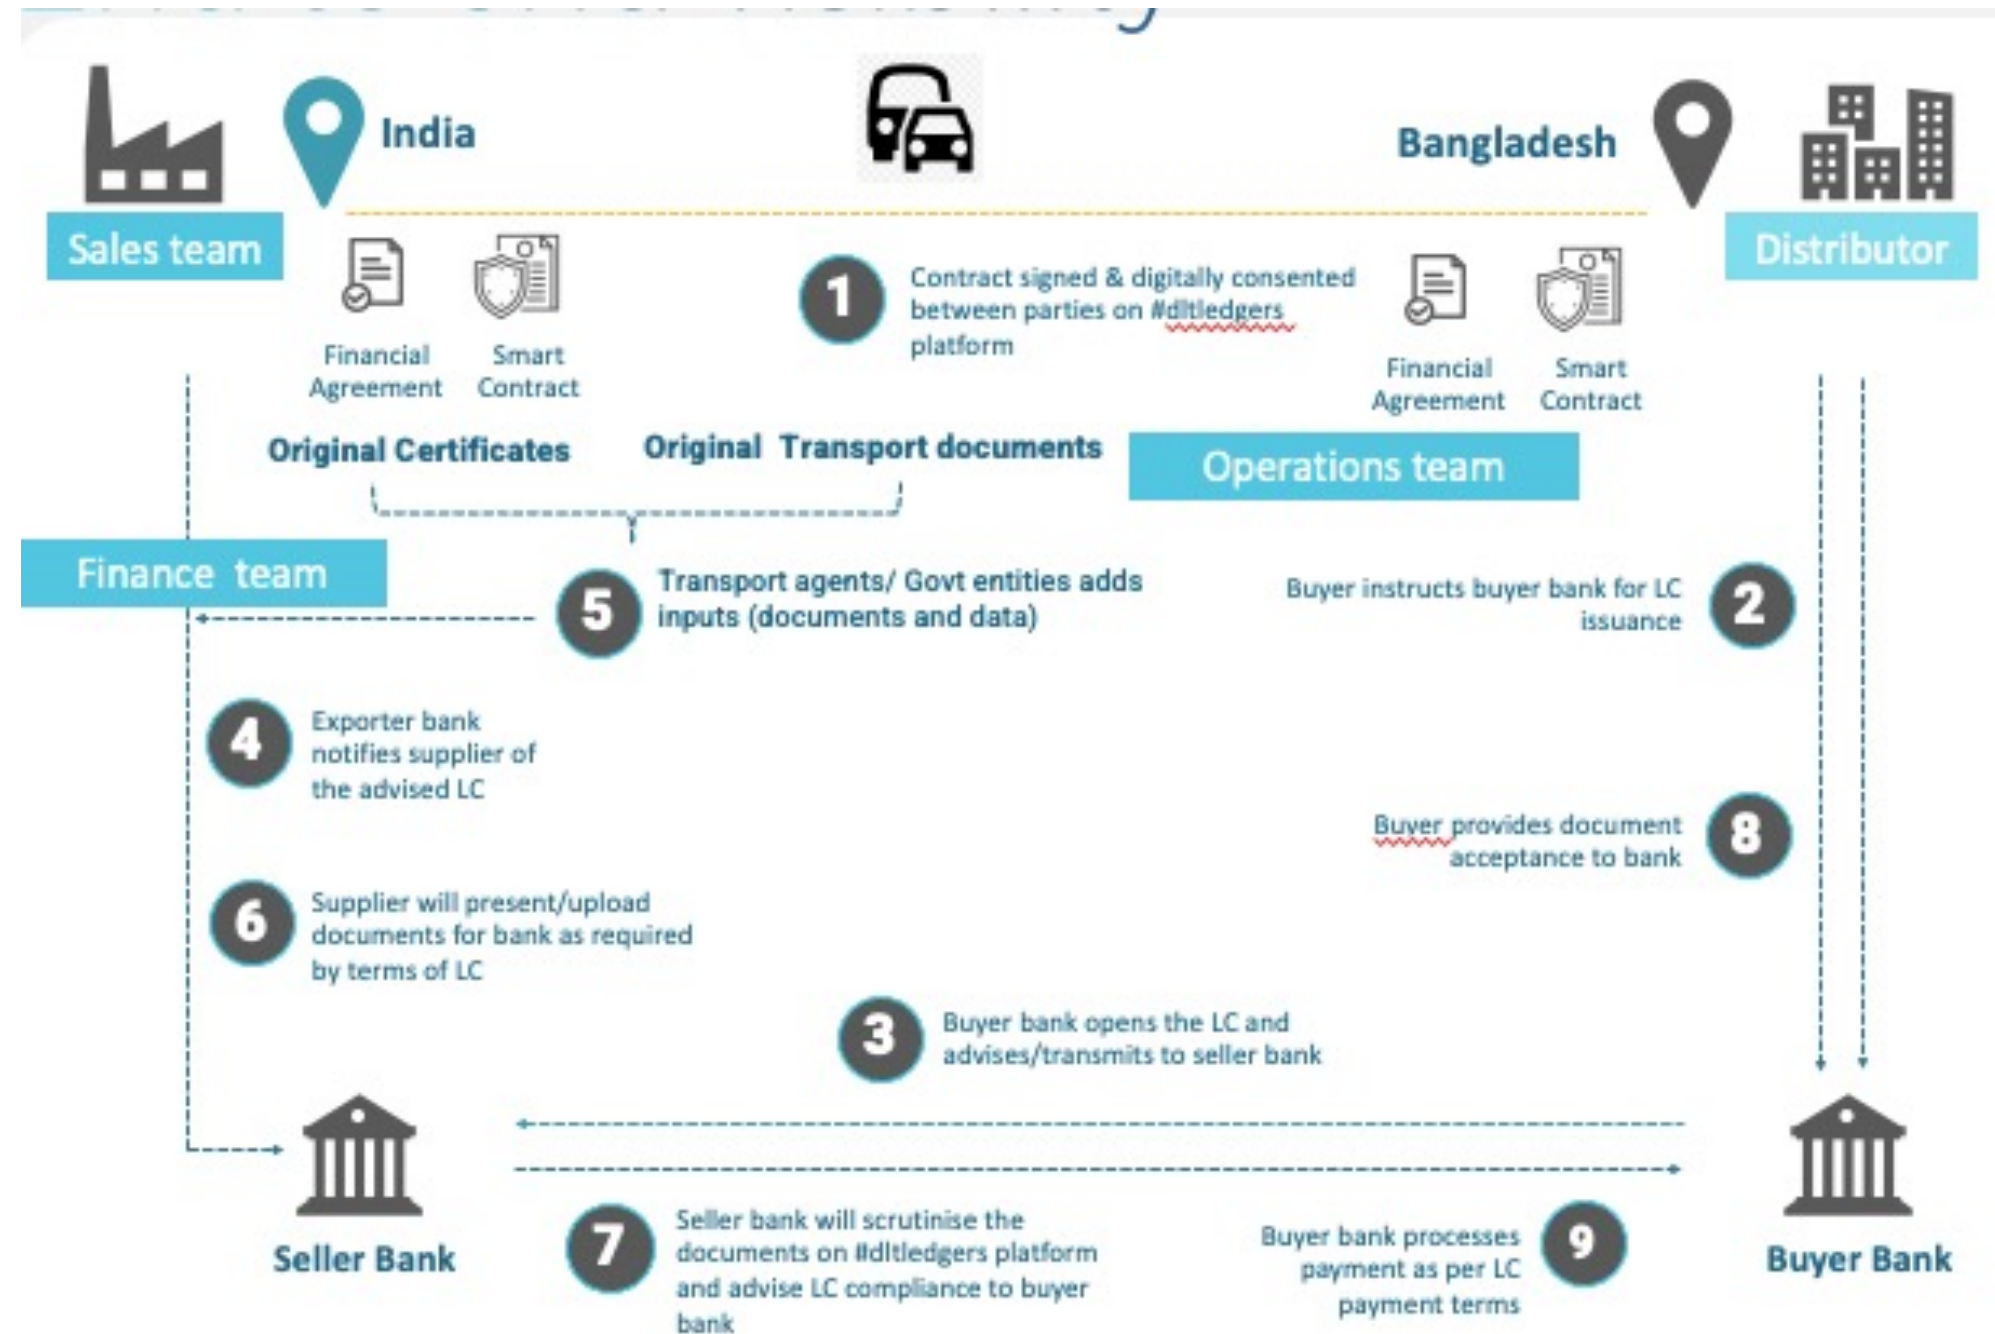 India
Bangladesh
Sales team
Distributor
1
Contract signed & digitally consented
between parties on #dltledgers
platform
Financial
Agreement
Smart
Contract
Financial
Agreement
Smart
Contract
Original Certificates
Original Transport documents
Operations team
Finance team
5
Transport agents/ Govt entities adds
inputs (documents and data)
Buyer instructs buyer bank for LC
issuance
2
4
Exporter bank
notifies supplier of
the advised LC
Buyer provides document
acceptance to bank
8
6
Supplier will present/upload
documents for bank as required
by terms of LC
3
Buyer bank opens the LC and
advises/transmits to seller bank
Seller Bank
7
Seller bank will scrutinise the
documents on #dltledgers platform
and advise LC compliance to buyer
bank
Buyer bank processes
payment as per LC
payment terms
9
Buyer Bank